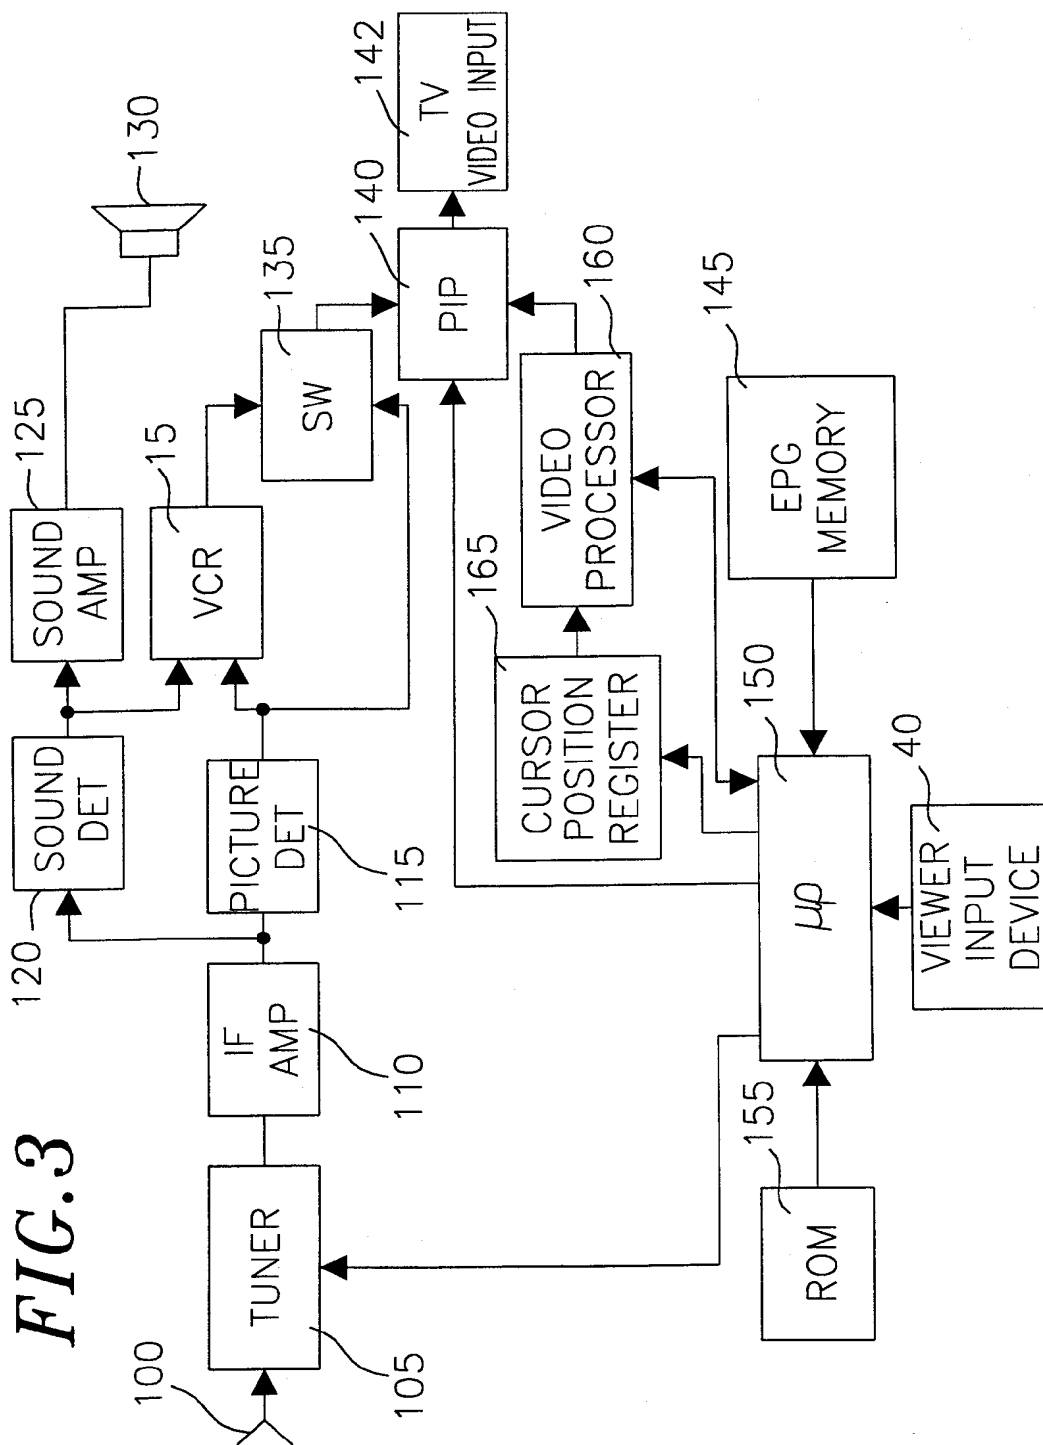 FIG.3
100
TUNER
105
IF
AMP
110
PICTURE
DET
115
120
SOUND
DET
SOUND
AMP
125
130
VCR
15
SW
135
PIP
140
TV
VIDEO INPUT
142
VIDEO
PROCESSOR
160
CURSOR
POSITION
REGISTER
165
EPG
MEMORY
145
μp
150
ROM
155
VIEWER
INPUT
DEVICE
40